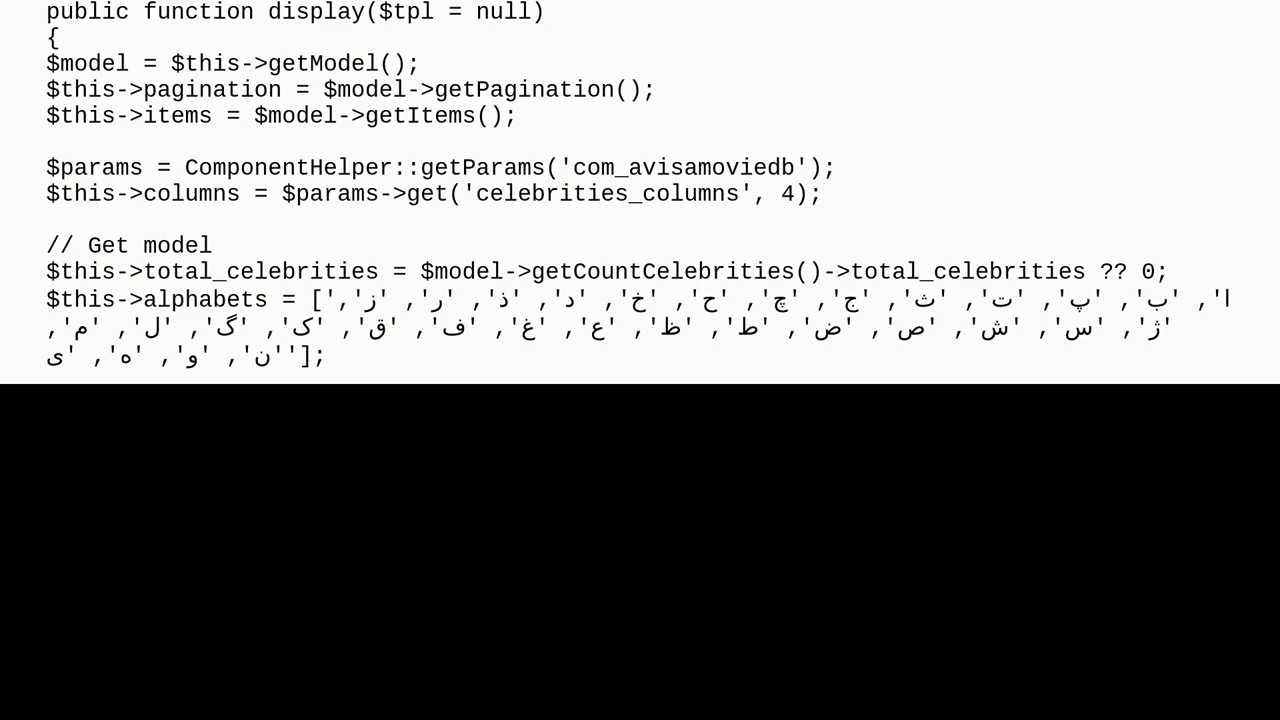 public function display($tpl = null)
{
$model = $this->getModel();
$this->pagination = $model->getPagination();
$this->items = $model->getItems();
$params = ComponentHelper::getParams('com_avisamoviedb');
$this->columns = $params->get('celebrities_columns', 4);
// Get model
$this->total_celebrities = $model->getCountCelebrities()->total_celebrities ?? 0;
$this->alphabets = ['ا', 'ب', 'پ', 'ت', 'ث', 'ج', 'چ', 'ح', 'خ', 'د', 'ذ', 'ر', 'ز',
'ژ', 'س', 'ش', 'ص', 'ض', 'ط', 'ظ', 'ع', 'غ', 'ف', 'ق', 'ک', 'گ', 'ل', 'م',
'ن', 'و', 'ه', 'ی'];